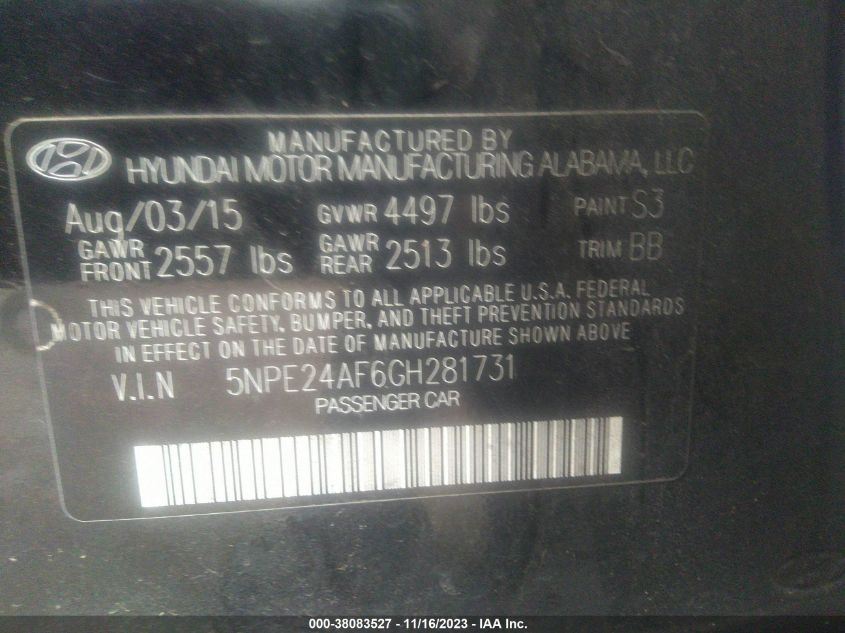 MANUFACTURED BY
HYUNDAI MOTOR MANUFACTURING ALABAMA, LLC
Aug/03/15 GVWR 4497 lbs PAINT S3
GAWR FRONT 2557 lbs GAWR REAR 2513 lbs TRIM BB
THIS VEHICLE CONFORMS TO ALL APPLICABLE U.S.A. FEDERAL
MOTOR VEHICLE SAFETY, BUMPER, AND THEFT PREVENTION STANDARDS
IN EFFECT ON THE DATE OF MANUFACTURE SHOWN ABOVE
V.I.N 5NPE24AF6GH281731
PASSENGER CAR
000-38083527 - 11/16/2023 - IAA Inc.